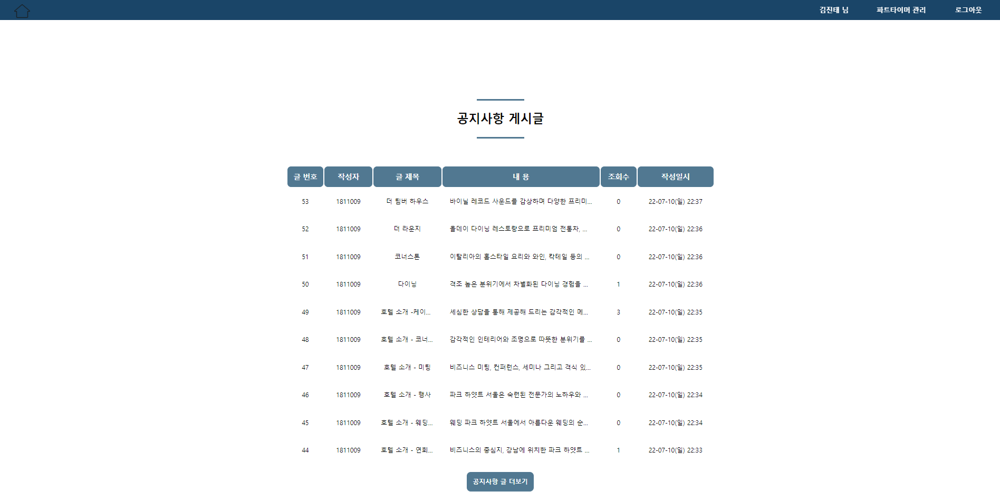 김진태 님 파트타이머 관리 로그아웃
공지사항 게시글
글 번호 작성자 글 제목 내 용 조회수 작성일시
53 1811009 더 팀버 하우스 바이닐 레코드 사운드를 감상하며 다양한 프리미... 0 22-07-10(일) 22:37
52 1811009 더 라운지 올데이 다이닝 레스토랑으로 프리미엄 전통차, ... 0 22-07-10(일) 22:36
51 1811009 코너스톤 이탈리아의 홈스타일 요리와 와인, 칵테일 등의 ... 0 22-07-10(일) 22:36
50 1811009 다이닝 격조 높은 분위기에서 차별화된 다이닝 경험을 ... 1 22-07-10(일) 22:36
49 1811009 호텔 소개 -케이... 세심한 상담을 통해 제공해 드리는 감각적인 메... 3 22-07-10(일) 22:35
48 1811009 호텔 소개 - 코너... 감각적인 인테리어와 조명으로 따뜻한 분위기를 ... 0 22-07-10(일) 22:35
47 1811009 호텔 소개 - 미팅 비즈니스 미팅, 컨퍼런스, 세미나 그리고 격식 있... 0 22-07-10(일) 22:35
46 1811009 호텔 소개 - 행사 파크 하얏트 서울은 숙련된 전문가의 노하우와 ... 0 22-07-10(일) 22:34
45 1811009 호텔 소개 - 웨딩... 웨딩 파크 하얏트 서울에서 아름다운 웨딩의 순... 0 22-07-10(일) 22:34
44 1811009 호텔 소개 - 연회... 비즈니스의 중심지, 강남에 위치한 파크 하얏트 ... 1 22-07-10(일) 22:33
공지사항 글 더보기